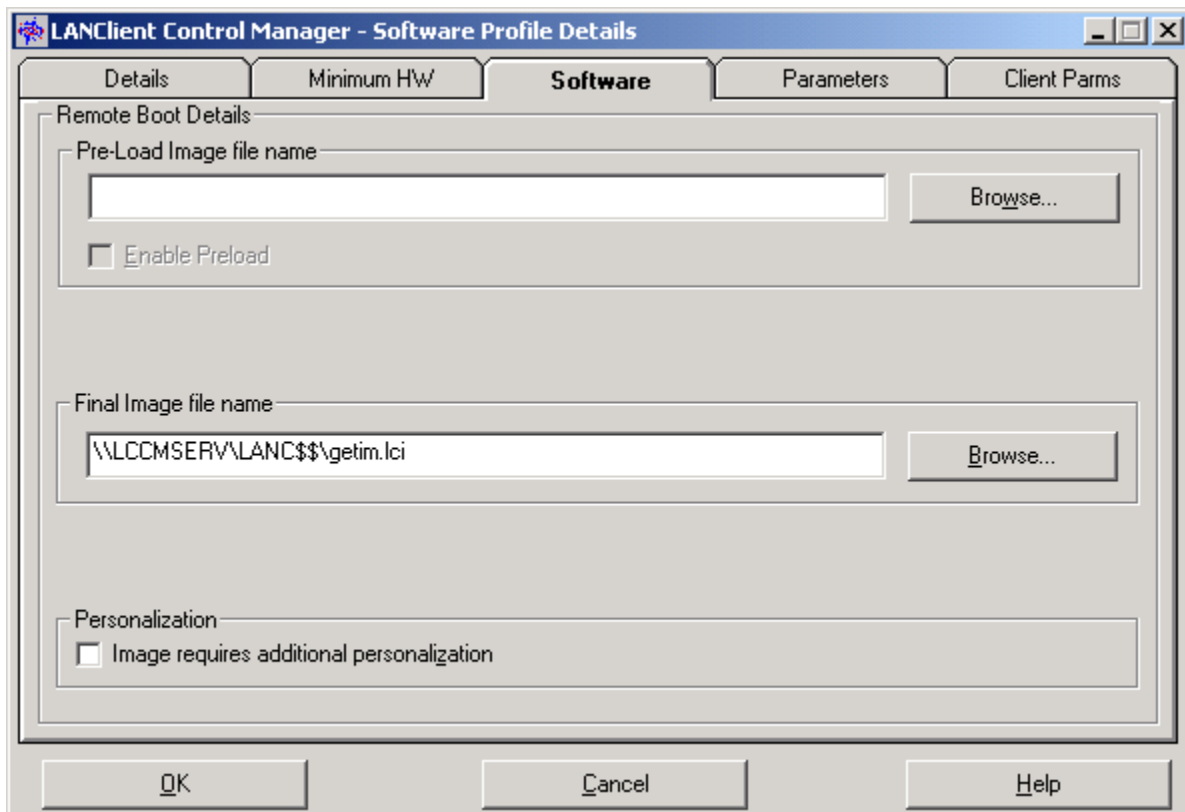 LANClient Control Manager - Software Profile Details
Details Minimum HW Software Parameters Client Parms
Remote Boot Details
Pre-Load Image file name
Browse...
Enable Preload
Final Image file name
\\LCCMSERV\LANC$$\getim.lci Browse...
Personalization
Image requires additional personalization
OK Cancel Help